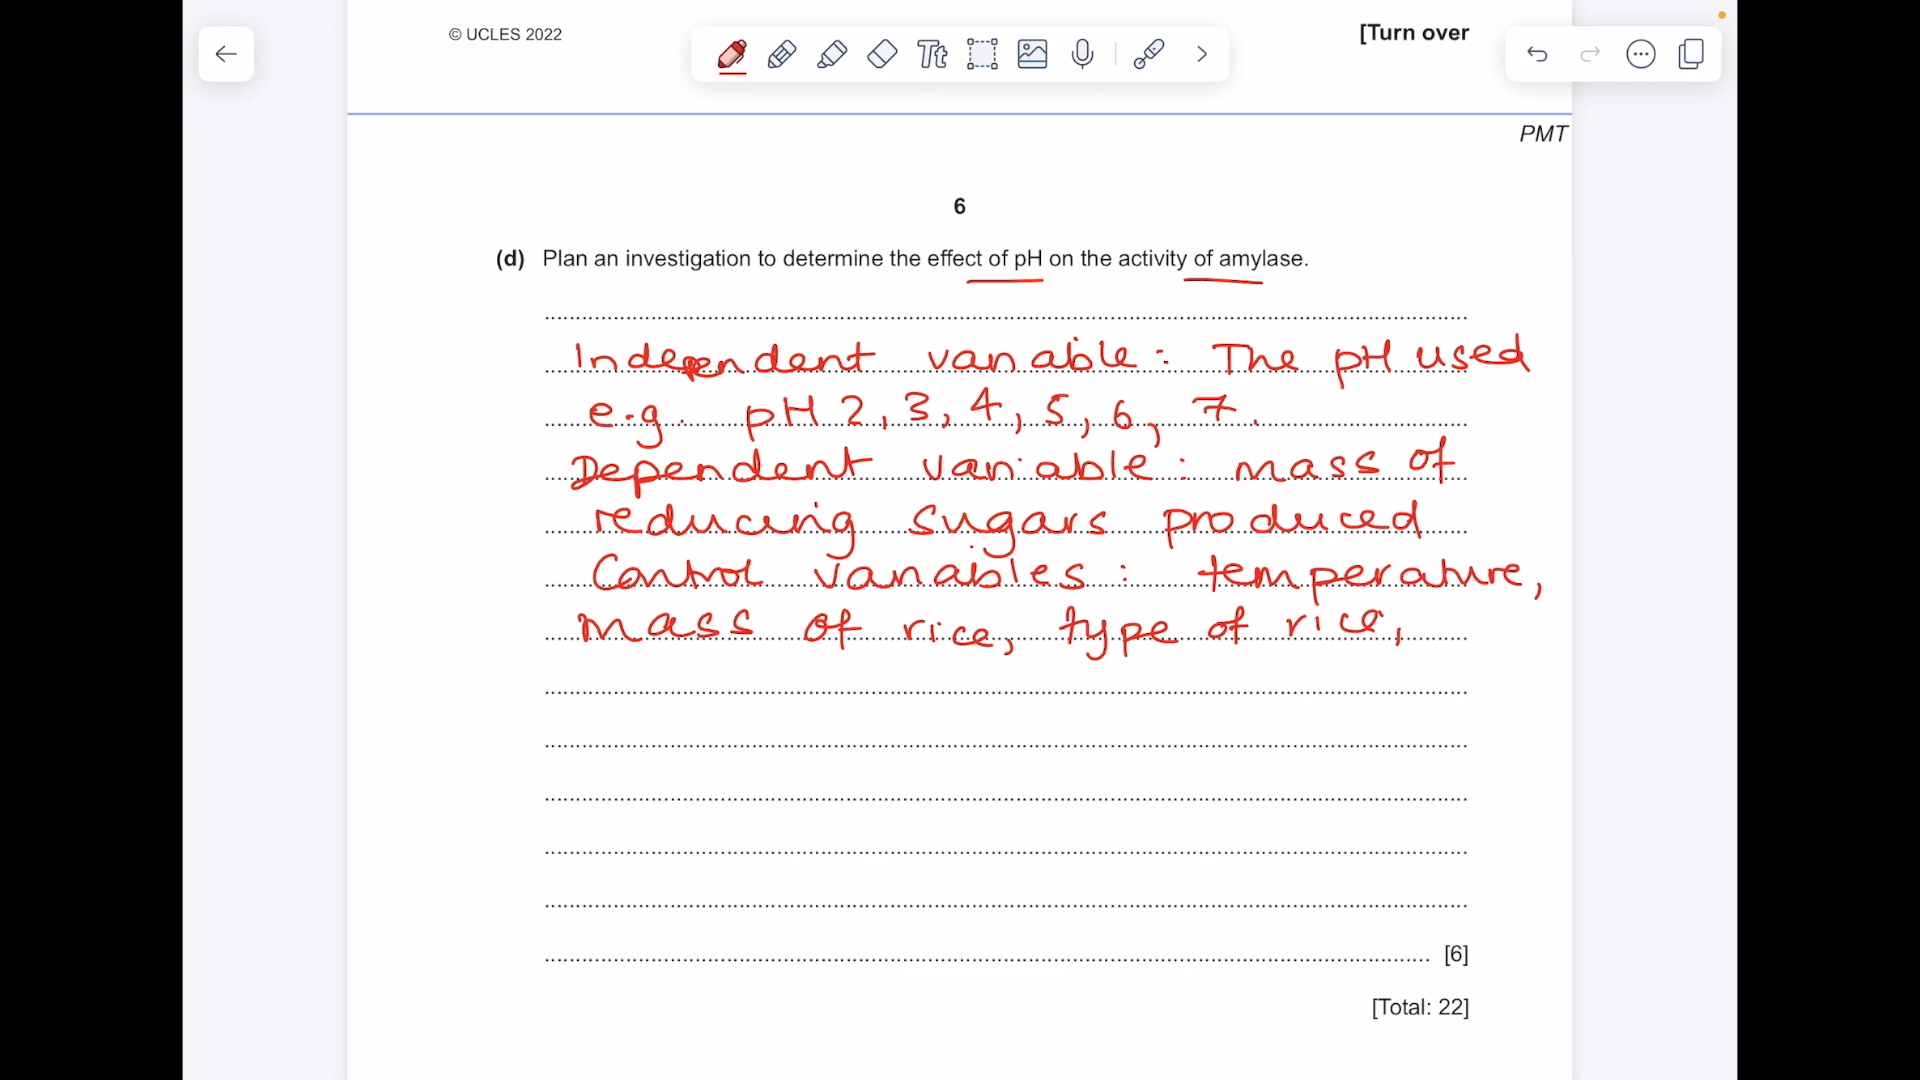 © UCLES 2022
[Turn over
Tt
PMT
6
(d) Plan an investigation to determine the effect of pH on the activity of amylase.
Independent variable: The pH used
e.g. pH 2, 3, 4, 5, 6, 7.
Dependent variable: mass of
reducing sugars produced
Control variables: temperature,
mass of rice, type of rice,
[6]
[Total: 22]